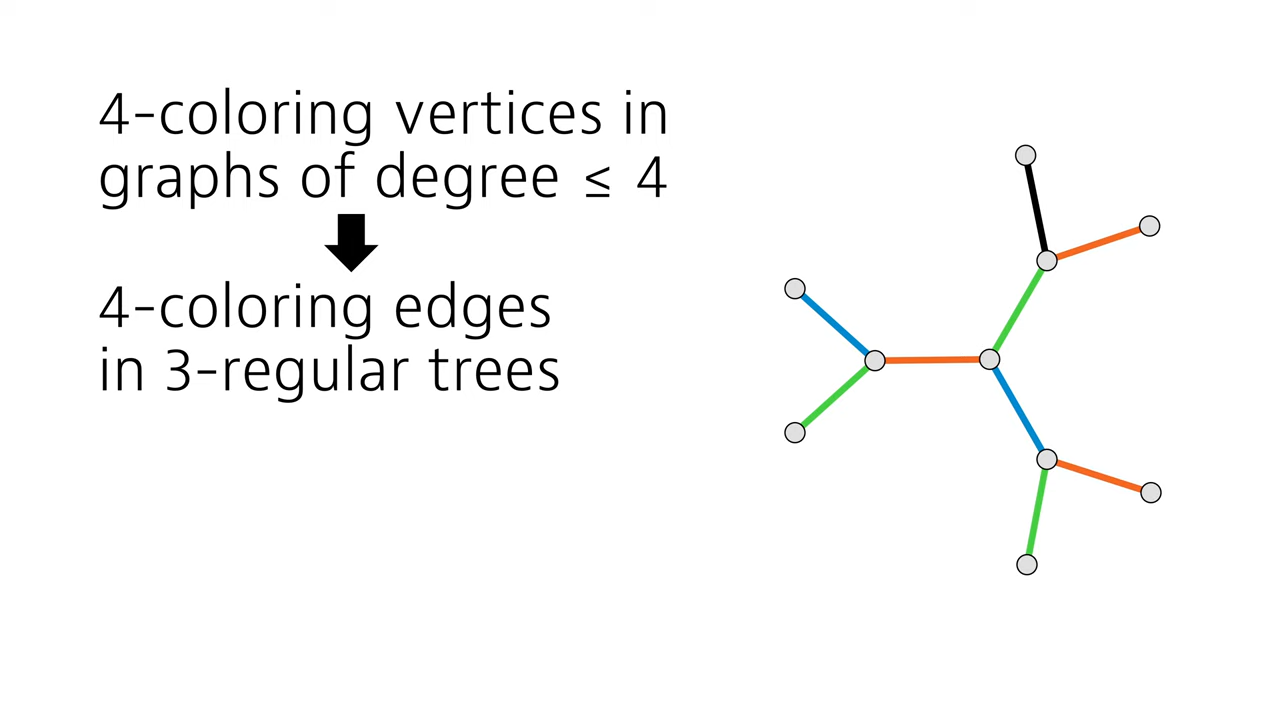 4-coloring vertices in
graphs of degree ≤ 4
4-coloring edges
in 3-regular trees